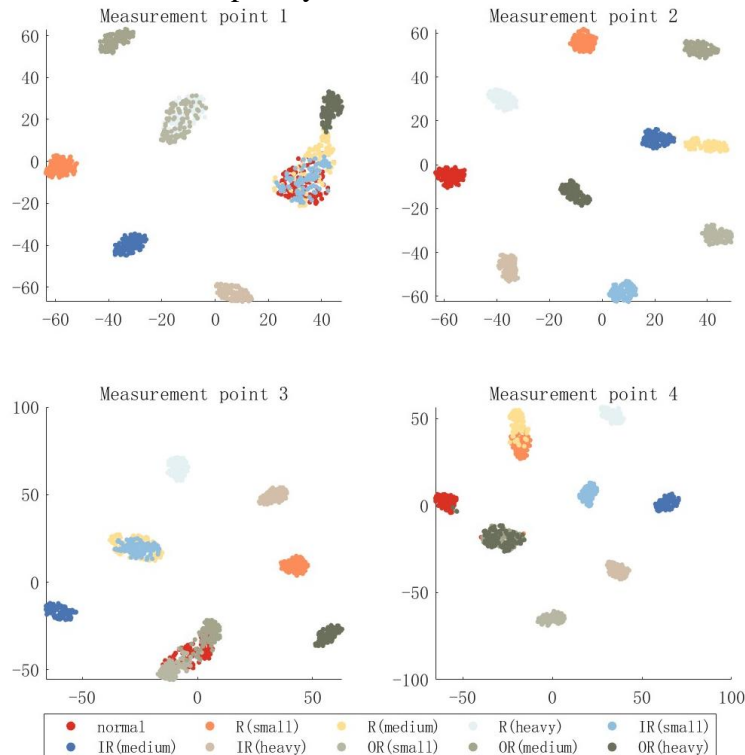 Measurement point 1
Measurement point 2
60
40
20
0
-20
-40
-60
-60 -40 -20 0 20 40
60
40
20
0
-20
-40
-60
-60 -40 -20 0 20 40
Measurement point 3
Measurement point 4
100
50
0
-50
-50 0 50
50
0
-50
-100
-50 0 50 100
normal R(small) R(medium) R(heavy) IR(small)
IR(medium) IR(heavy) OR(small) OR(medium) OR(heavy)